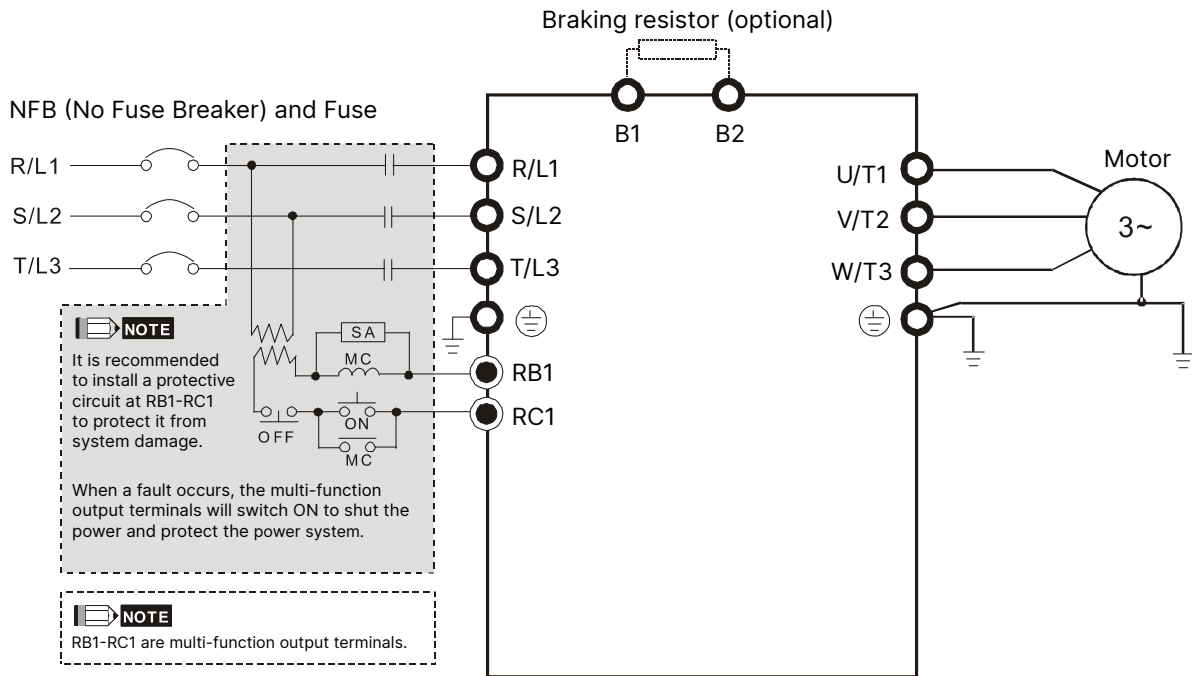 Braking resistor (optional)
NFB (No Fuse Breaker) and Fuse
B1
B2
R/L1
R/L1
U/T1
Motor
S/L2
S/L2
V/T2
3~
T/L3
T/L3
W/T3
NOTE
It is recommended
to install a protective
circuit at RB1-RC1
to protect it from
system damage.
SA
MC
RB1
OFF
ON
MC
RC1
When a fault occurs, the multi-function
output terminals will switch ON to shut the
power and protect the power system.
NOTE
RB1-RC1 are multi-function output terminals.